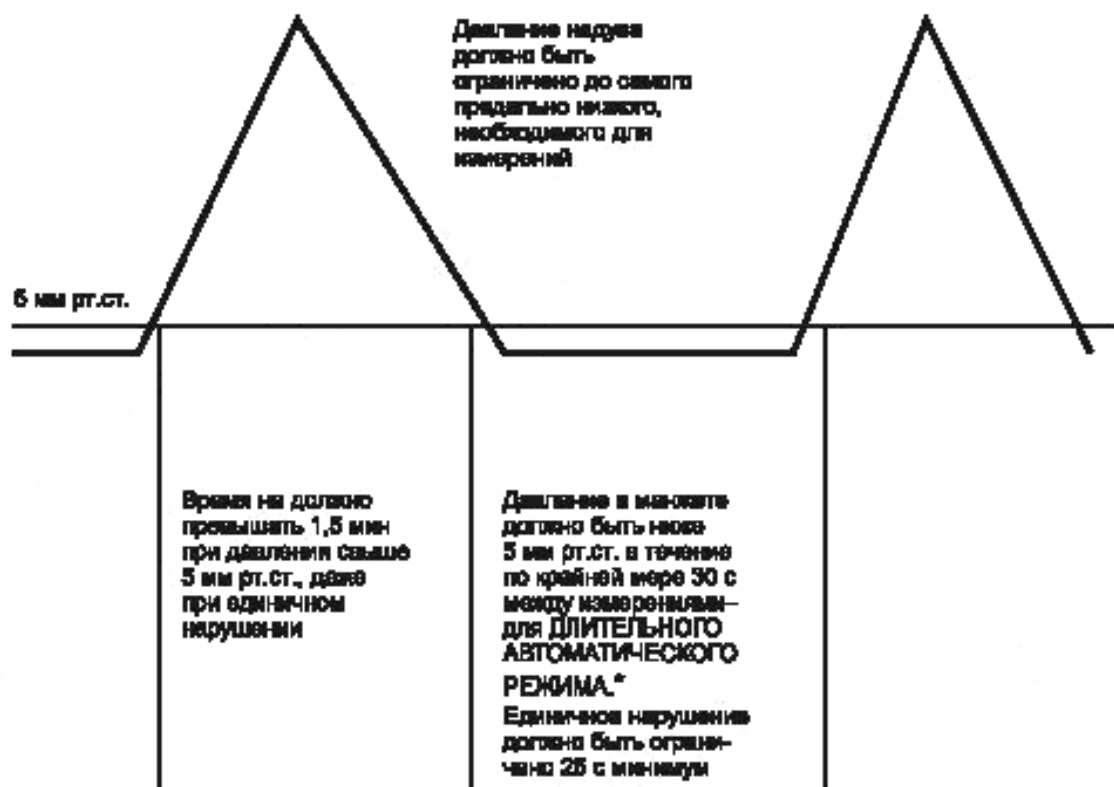 Давление надува
должно быть
ограничено до самого
предельно низкого,
необходимого для
измерений
5 мм рт.ст.
Время не должно
превышать 1,5 мин
при давлении свыше
5 мм рт.ст., даже
при единичном
нарушении
Давление в манжете
должно быть ниже
5 мм рт.ст. в течение
по крайней мере 30 с
между измерениями–
для ДЛИТЕЛЬНОГО
АВТОМАТИЧЕСКОГО
РЕЖИМА.*
Единичное нарушение
должно быть ограни-
чено 25 с минимум